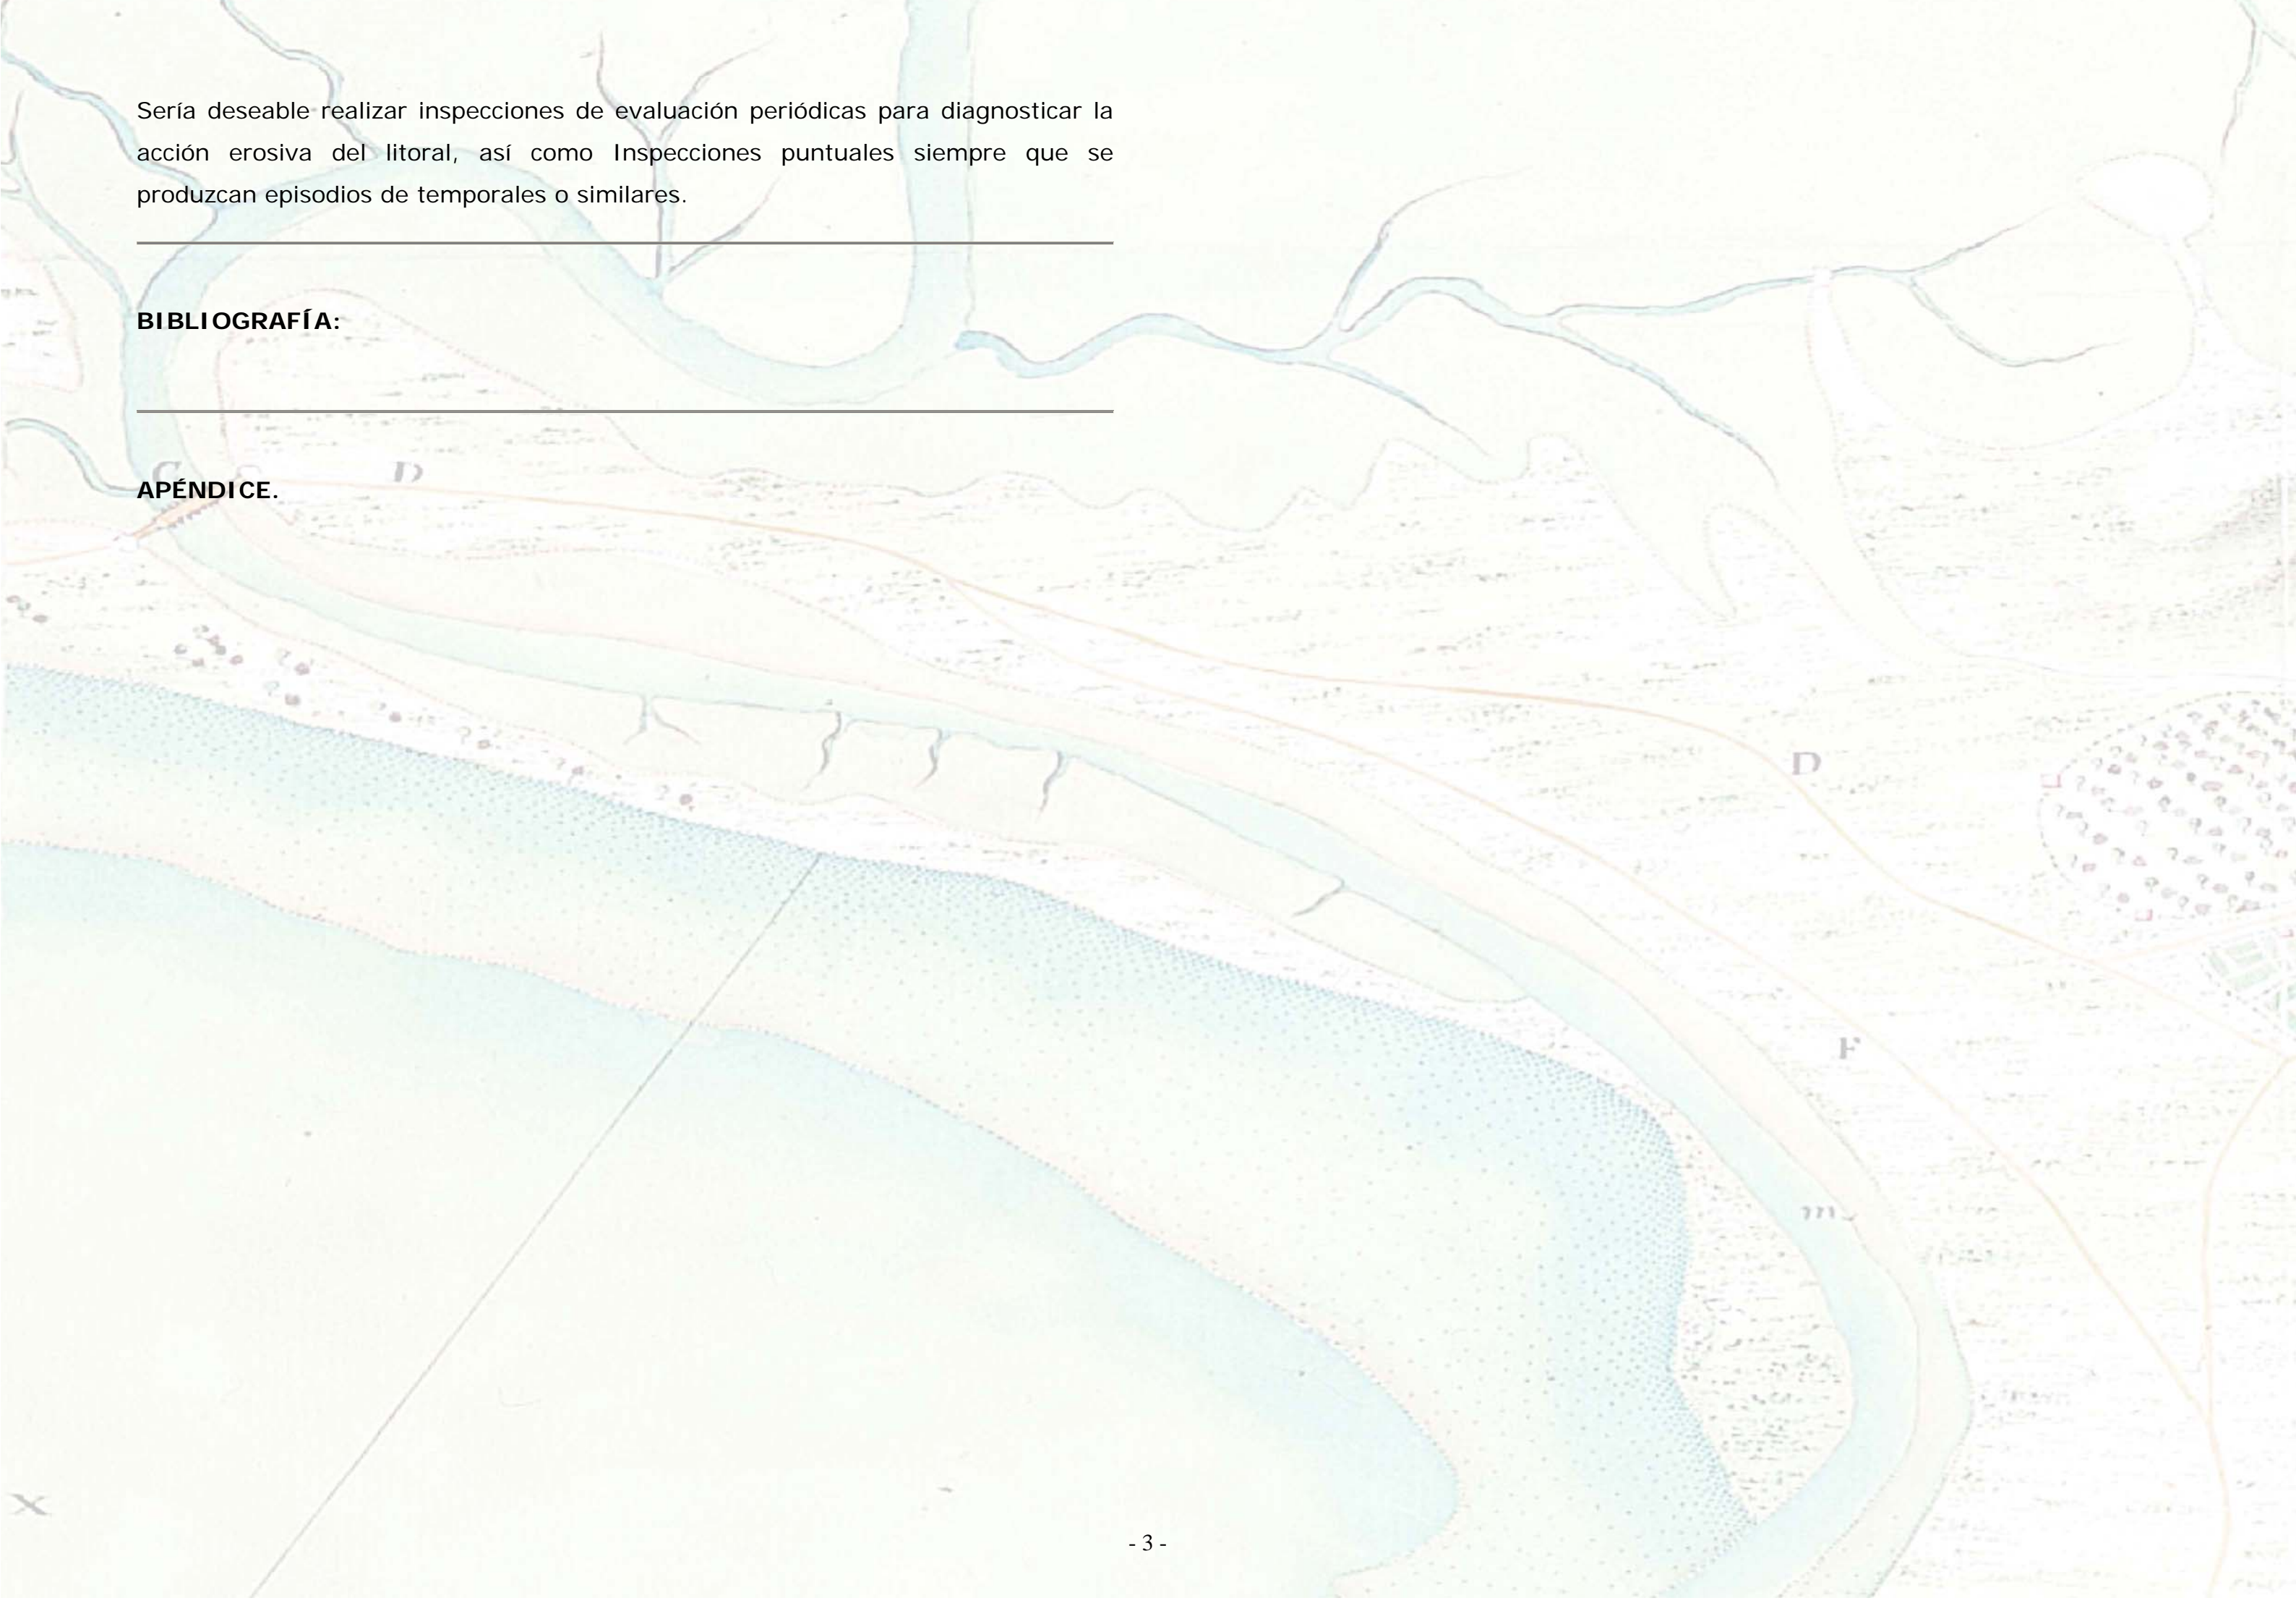 Sería deseable realizar inspecciones de evaluación periódicas para diagnosticar la
acción erosiva del litoral, así como Inspecciones puntuales siempre que se
produzcan episodios de temporales o similares.
BIBLIOGRAFÍA:
C
D
APÉNDICE.
D
F
m
X
- 3 -